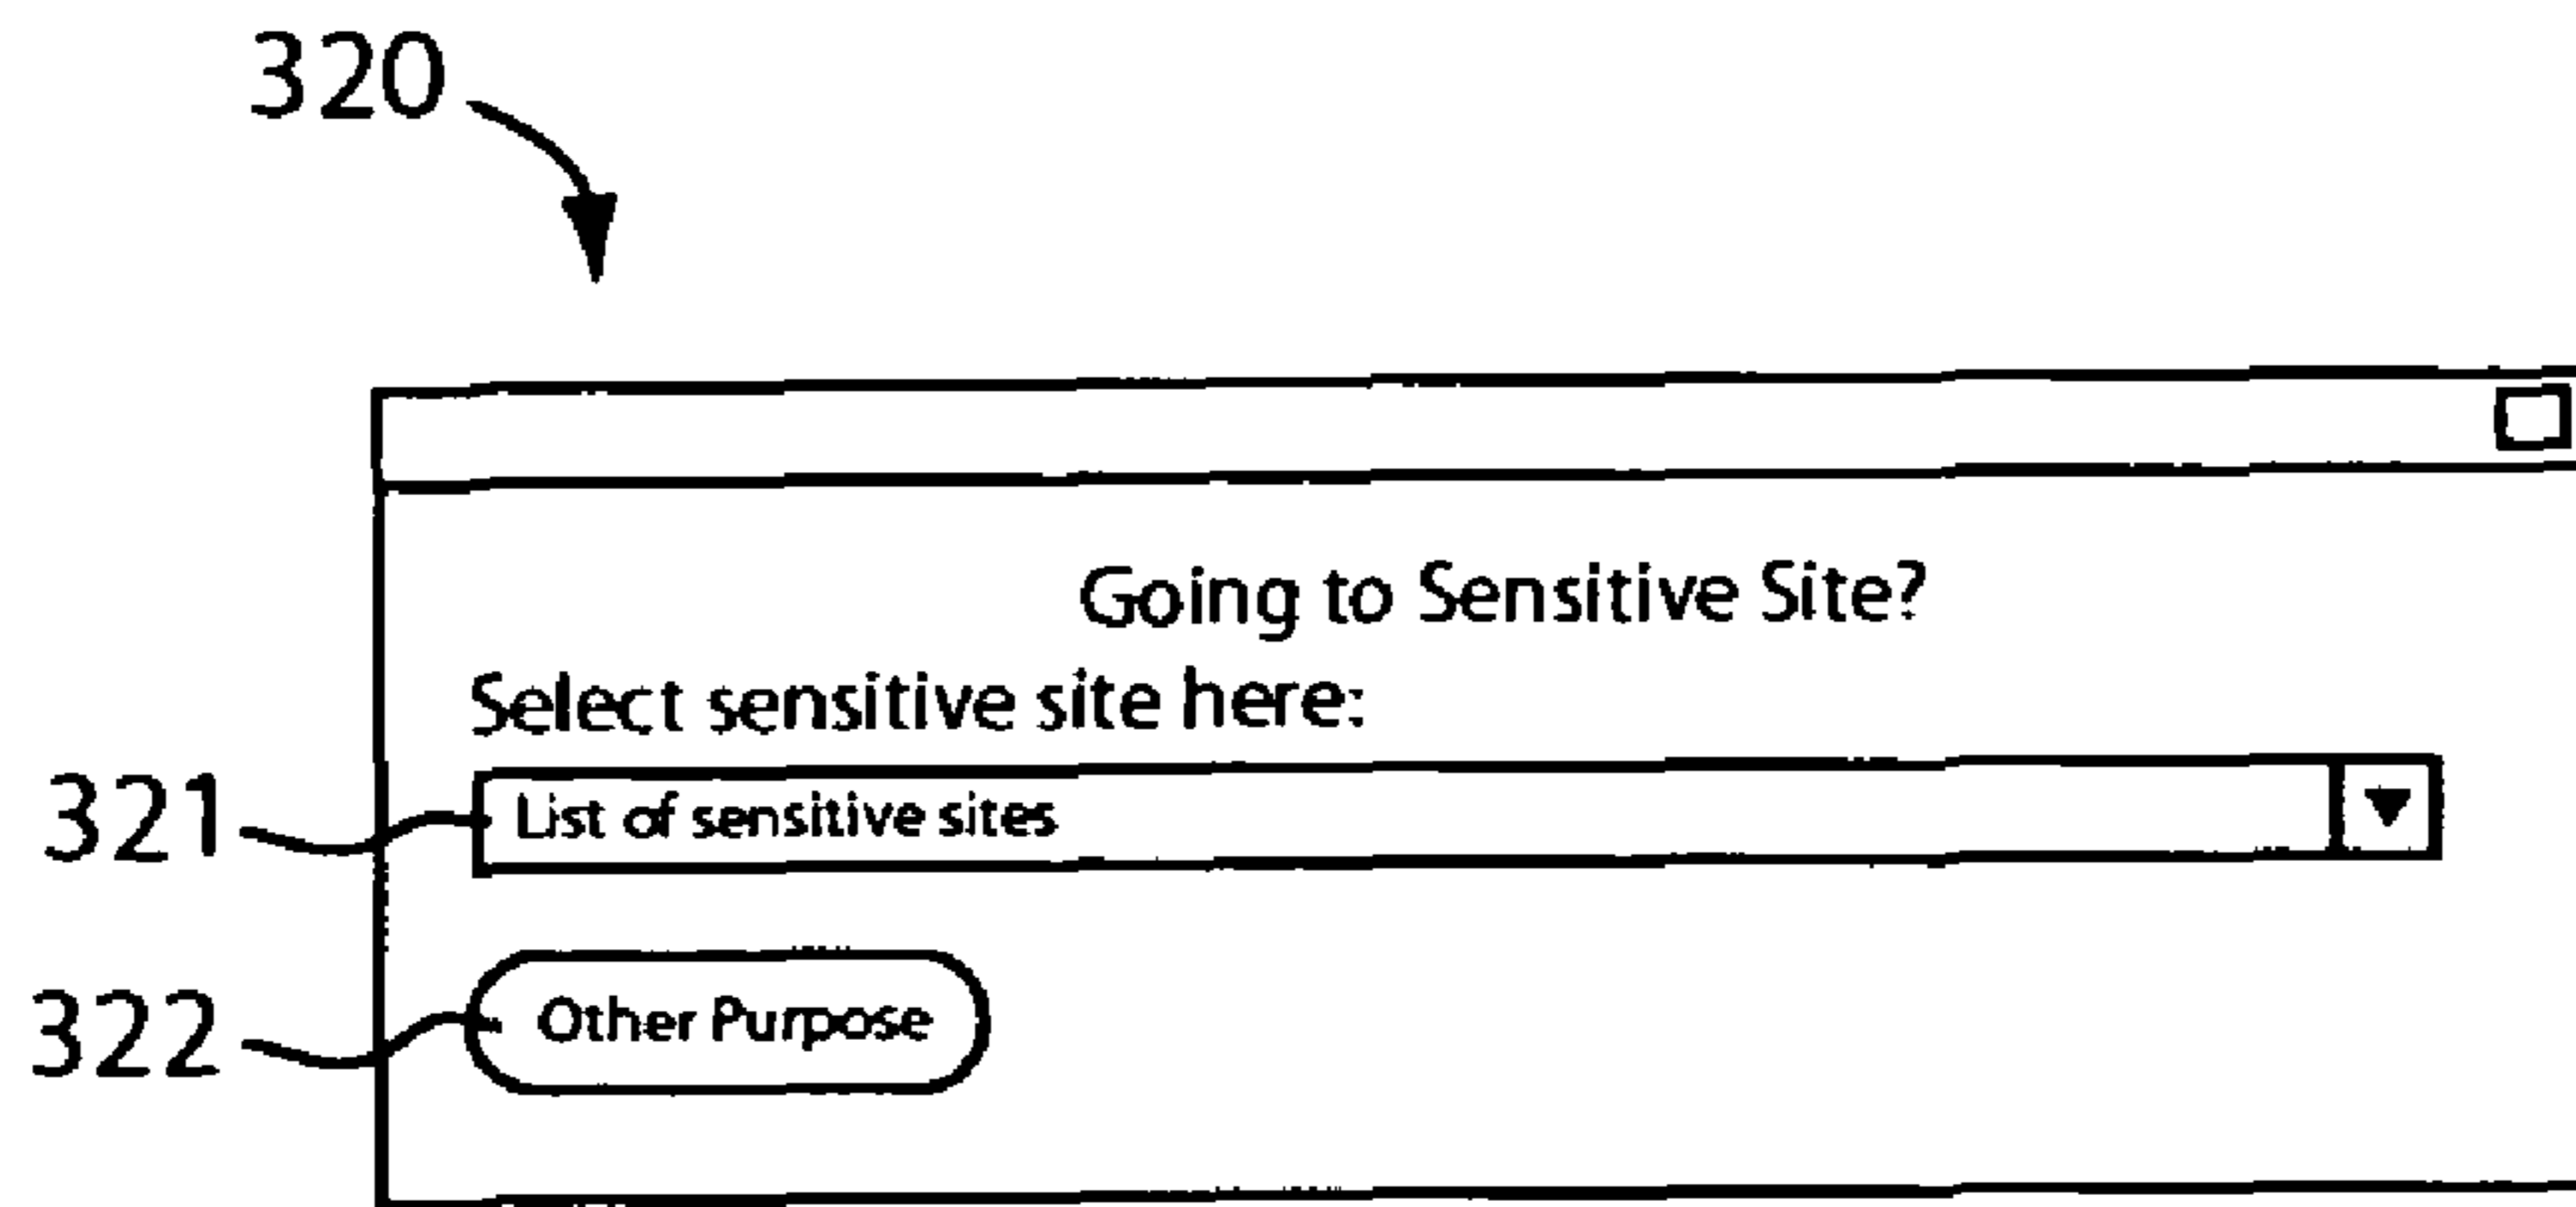 320
Going to Sensitive Site?
Select sensitive site here:
321
List of sensitive sites
322
Other Purpose